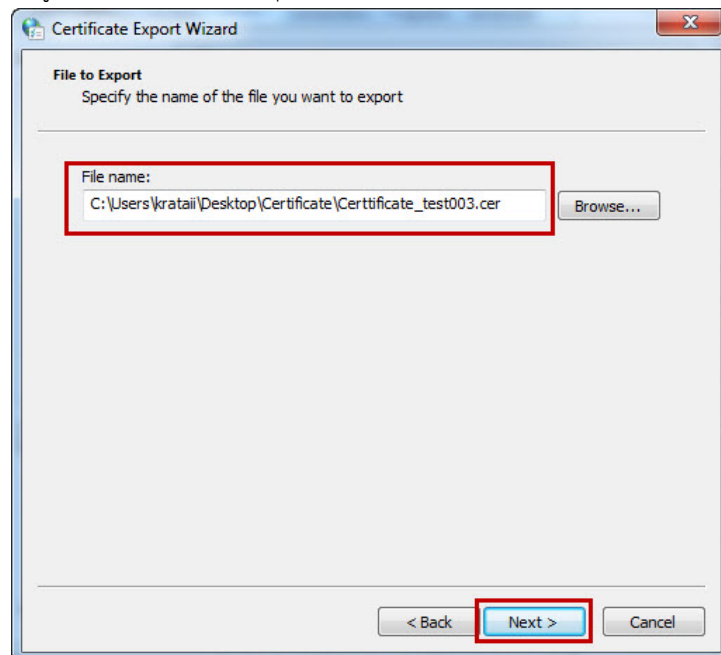 Certificate Export Wizard
File to Export
Specify the name of the file you want to export
File name:
C:\Users\krataii\Desktop\Certificate\Certtificate_test003.cer
Browse...
< Back
Next >
Cancel